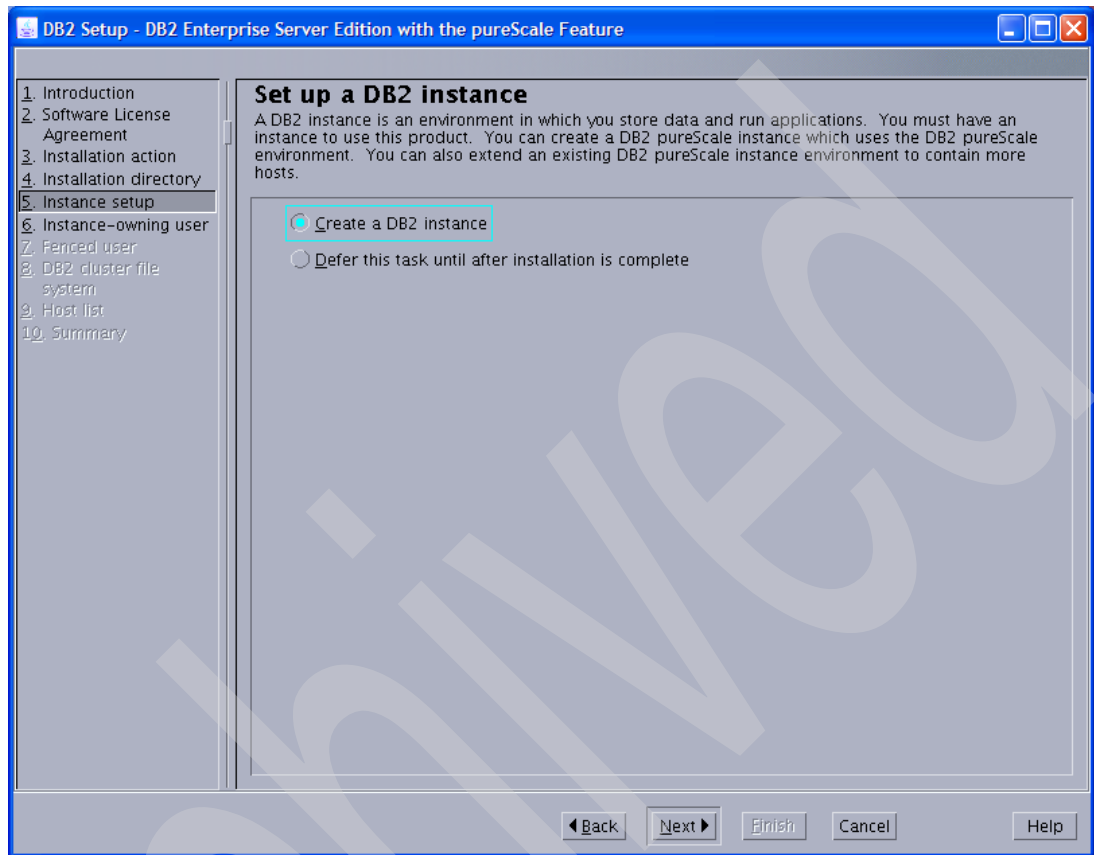 DB2 Setup - DB2 Enterprise Server Edition with the pureScale Feature
1. Introduction
2. Software License
Agreement
3. Installation action
4. Installation directory
5. Instance setup
6. Instance-owning user
7. Fenced user
8. DB2 cluster file
system
9. Host list
10. Summary
Set up a DB2 instance
A DB2 instance is an environment in which you store data and run applications. You must have an
instance to use this product. You can create a DB2 pureScale instance which uses the DB2 pureScale
environment. You can also extend an existing DB2 pureScale instance environment to contain more
hosts.
Create a DB2 instance
Defer this task until after installation is complete
Back Next Finish Cancel Help
hived